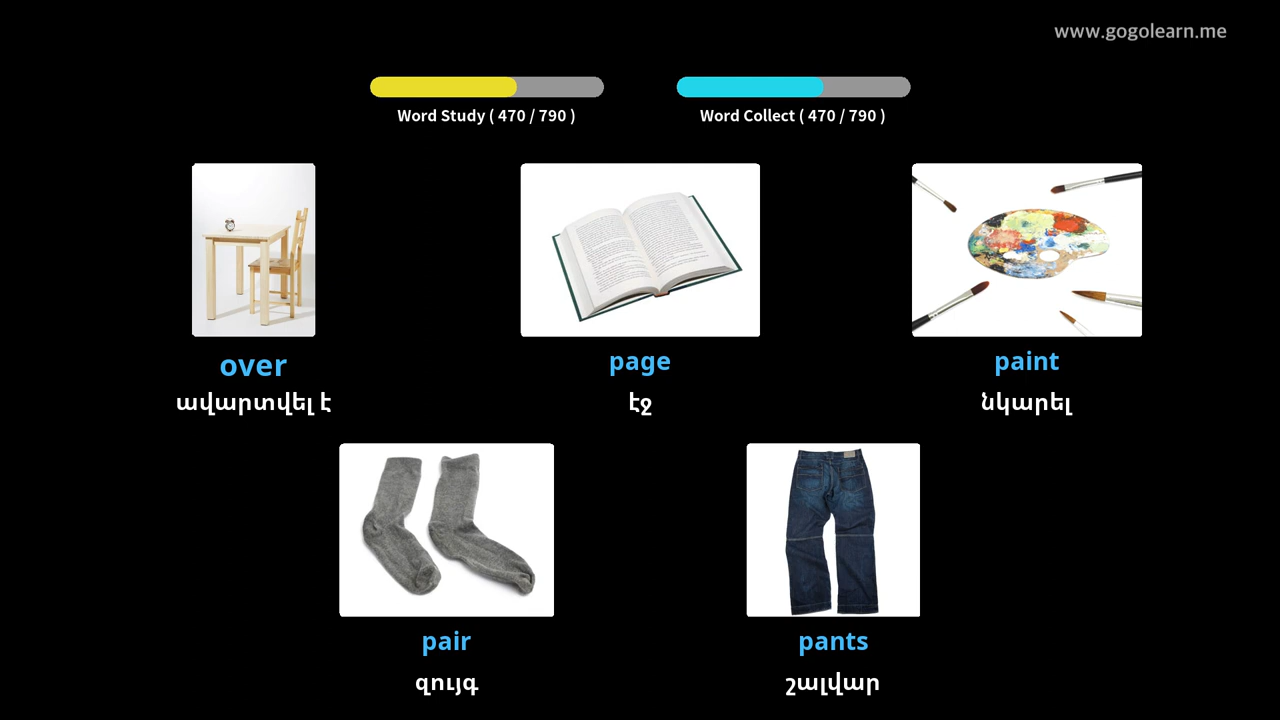 www.gogolearn.me
Word Study ( 470 / 790 )
Word Collect ( 470 / 790 )
over
page
paint
ավարտվել է
էջ
նկարել
pair
pants
զույգ
շալվար